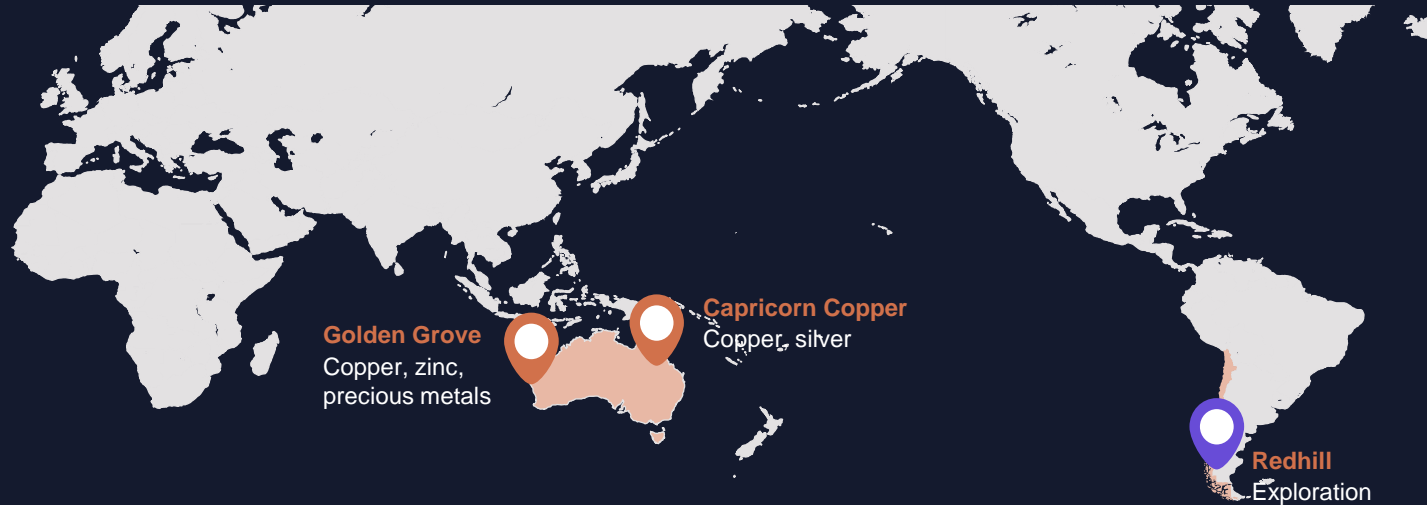 Capricorn Copper
Copper, silver
Golden Grove
Copper, zinc,
precious metals
Redhill
Exploration